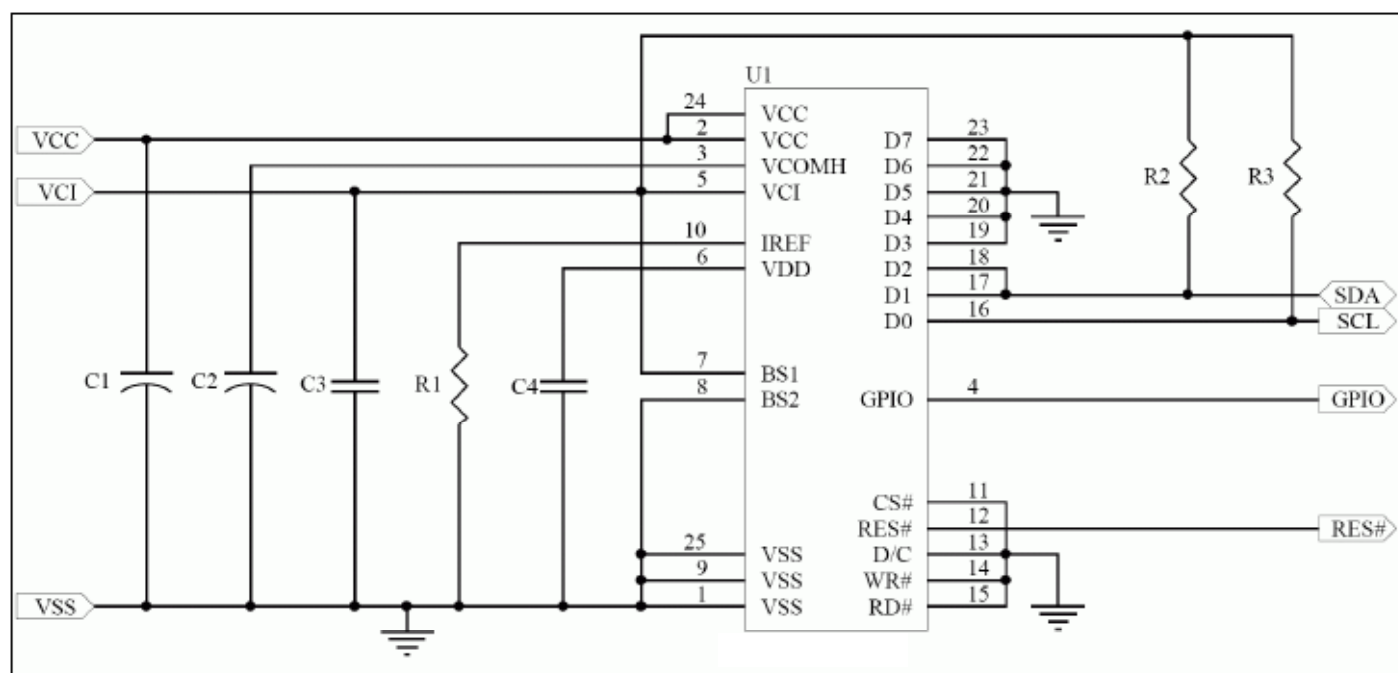 U1
24 VCC
VCC 2 VCC D7 23
3 VCOMH D6 22
VCI 5 VCI D5 21
D4 20
10 IREF D3 19
6 VDD D2 18
D1 17 SDA
D0 16 SCL
R2 R3
C1 C2 C3 R1 C4
7 BS1
8 BS2 GPIO 4 GPIO
CS# 11
RES# 12 RES#
25 VSS D/C 13
9 VSS WR# 14
VSS 1 VSS RD# 15